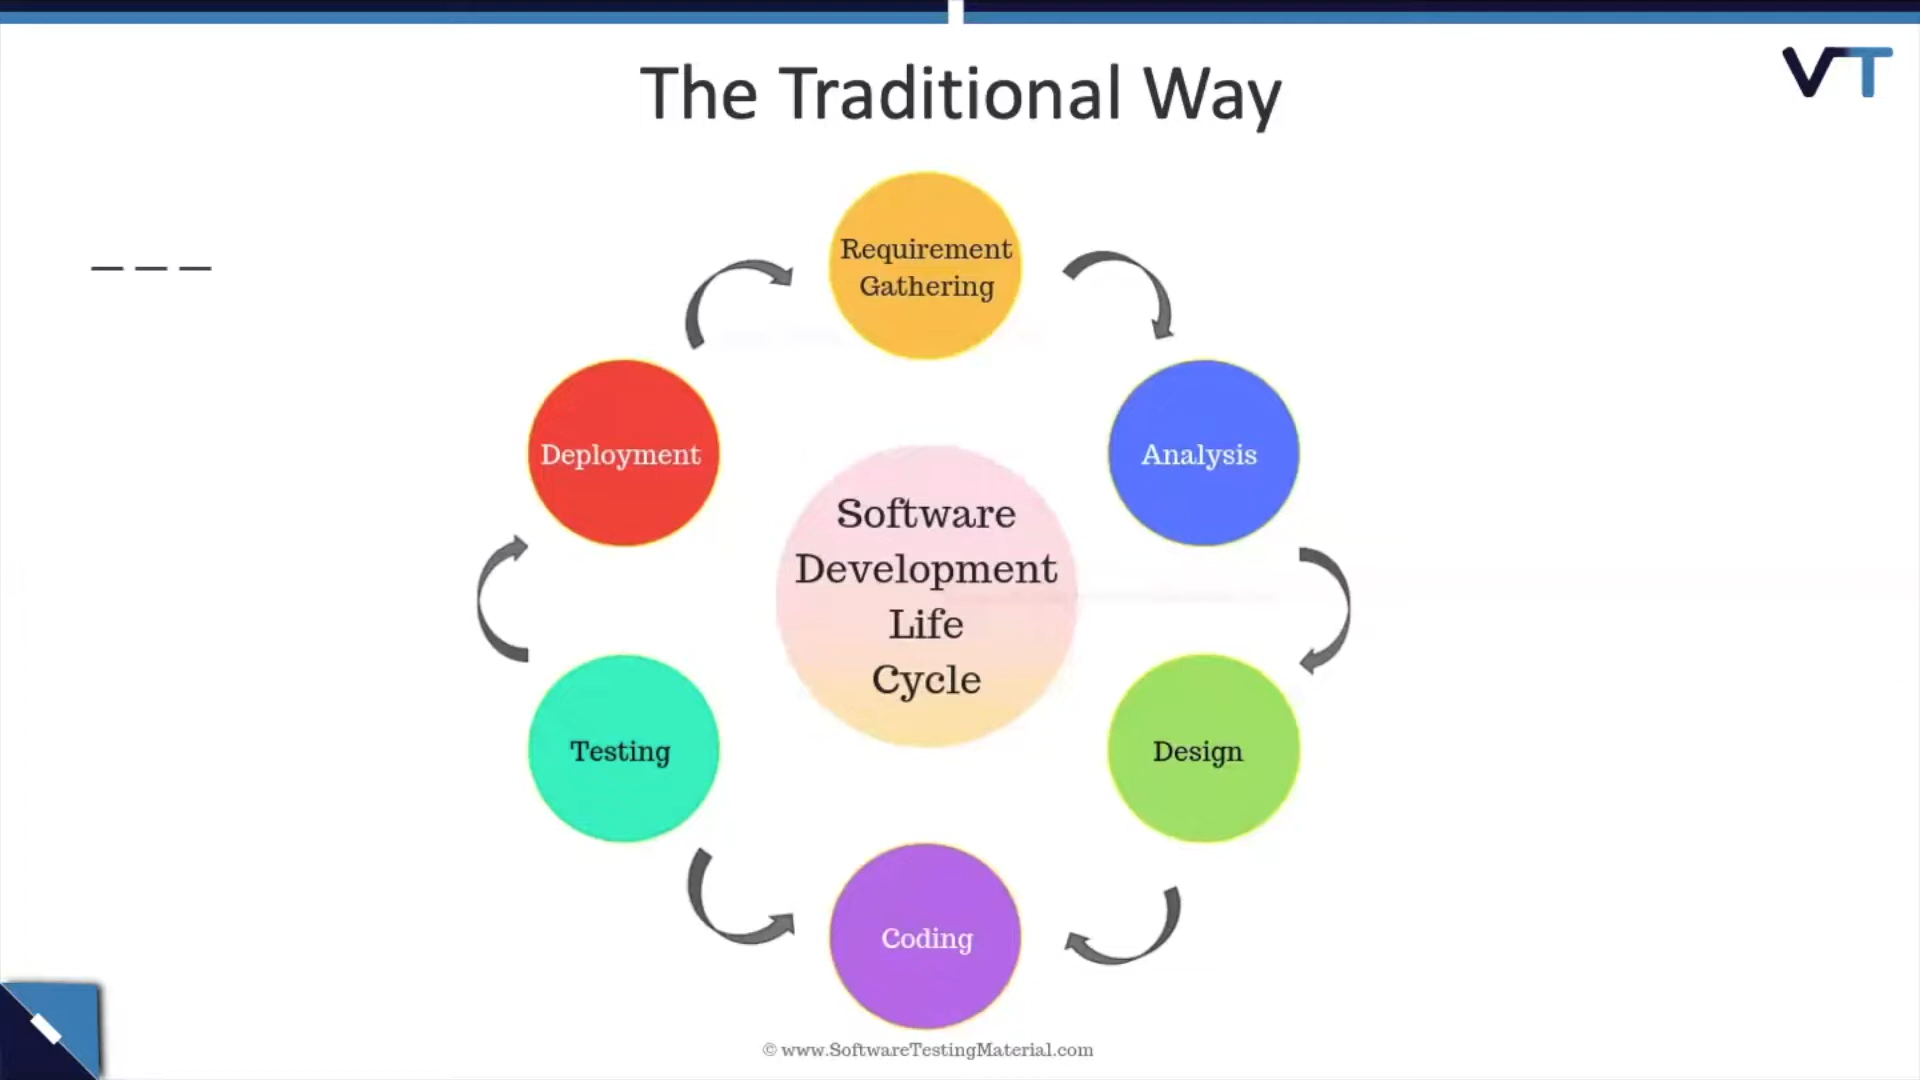 The Traditional Way
VT
_ _ _
Requirement
Gathering
Deployment
Analysis
Software
Development
Life
Cycle
Testing
Design
Coding
© www.SoftwareTestingMaterial.com